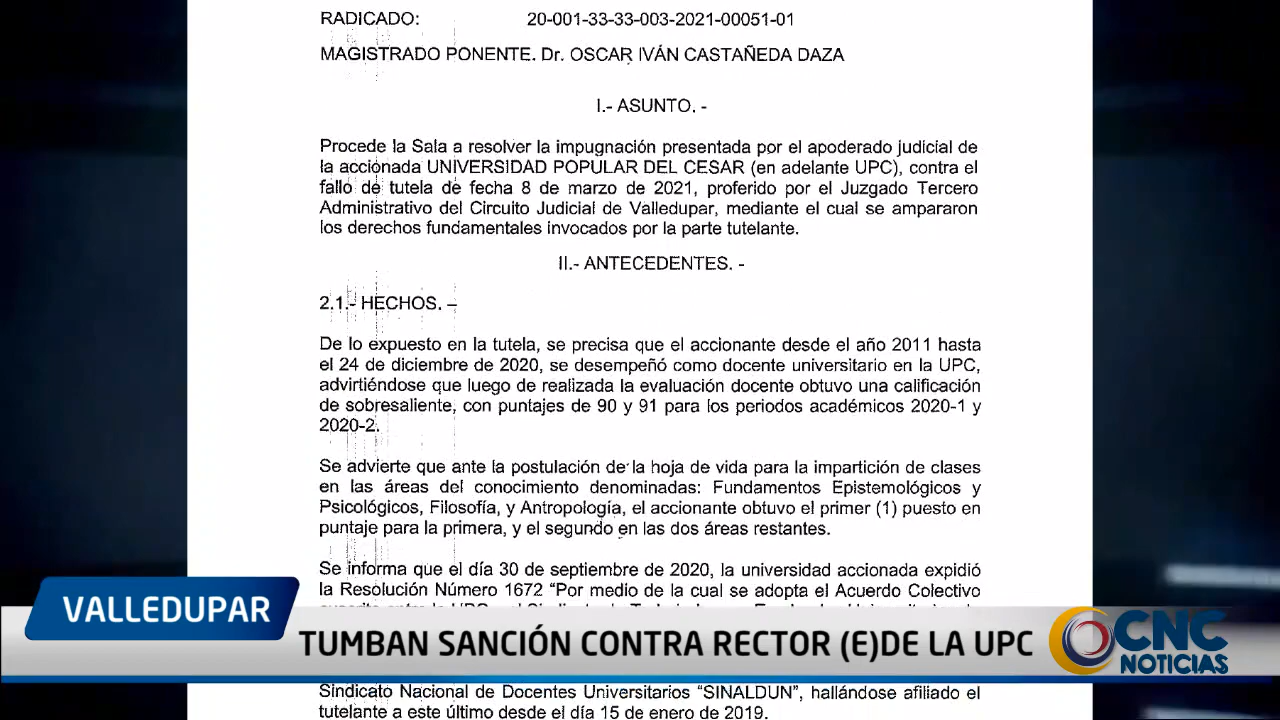 RADICADO: 20-001-33-33-003-2021-00051-01
MAGISTRADO PONENTE. Dr. OSCAR IVÁN CASTAÑEDA DAZA
I.- ASUNTO. -
Procede la Sala a resolver la impugnación presentada por el apoderado judicial de
la accionada UNIVERSIDAD POPULAR DEL CESAR (en adelante UPC), contra el
fallo de tutela de fecha 8 de marzo de 2021, proferido por el Juzgado Tercero
Administrativo del Circuito Judicial de Valledupar, mediante el cual se ampararon
los derechos fundamentales invocados por la parte tutelante.
II.- ANTECEDENTES. -
2.1.- HECHOS. –
De lo expuesto en la tutela, se precisa que el accionante desde el año 2011 hasta
el 24 de diciembre de 2020, se desempeñó como docente universitario en la UPC,
advirtiéndose que luego de realizada la evaluación docente obtuvo una calificación
de sobresaliente, con puntajes de 90 y 91 para los periodos académicos 2020-1 y
2020-2.
Se advierte que ante la postulación de la hoja de vida para la impartición de clases
en las áreas del conocimiento denominadas: Fundamentos Epistemológicos y
Psicológicos, Filosofía, y Antropología, el accionante obtuvo el primer (1) puesto en
puntaje para la primera, y el segundo en las dos áreas restantes.
Se informa que el día 30 de septiembre de 2020, la universidad accionada expidió
la Resolución Número 1672 “Por medio de la cual se adopta el Acuerdo Colectivo
VALLEDUPAR
TUMBAN SANCIÓN CONTRA RECTOR (E)DE LA UPC
CNC
NOTICIAS
Sindicato Nacional de Docentes Universitarios “SINALDUN”, hallándose afiliado el
tutelante a este último desde el día 15 de enero de 2019.